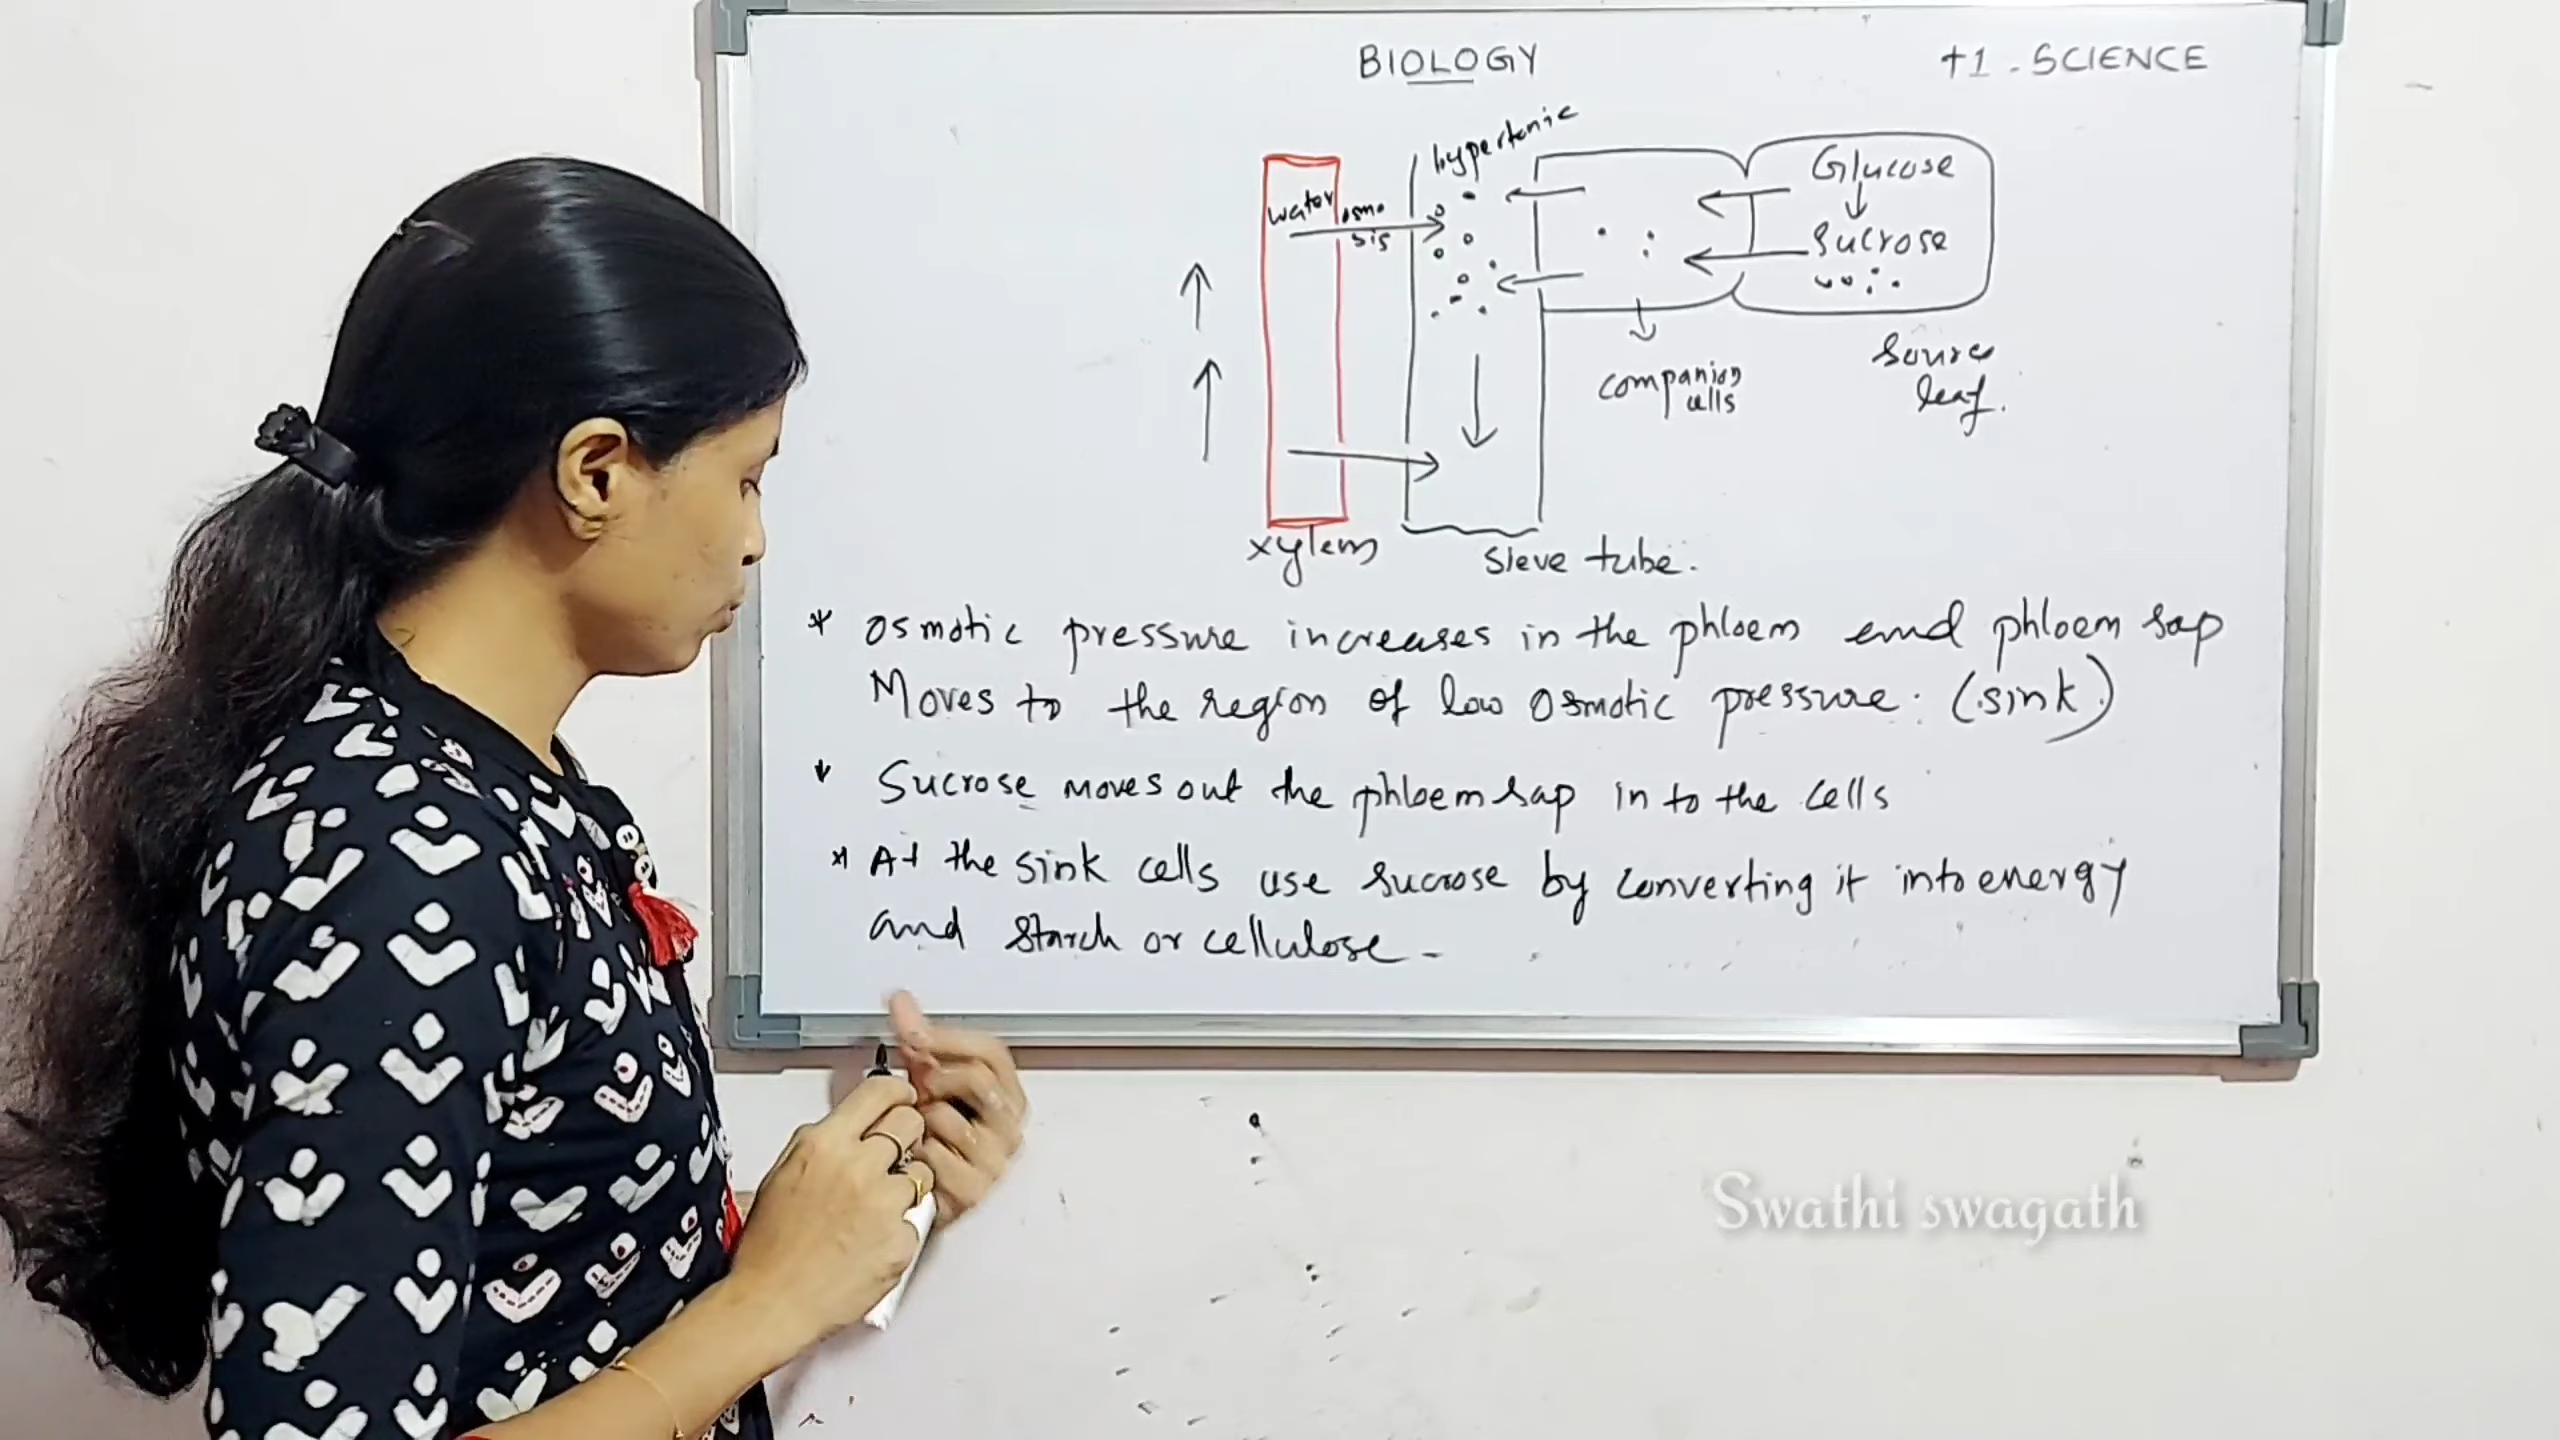 BIOLOGY
+1 - SCIENCE
hypertonic
water
osmo
sis
Glucose
Sucrose
companion
cells
source
leaf.
xylem
sieve tube.
* Osmotic pressure increases in the phloem and phloem sap
Moves to the region of low osmotic pressure. (sink)
* Sucrose moves out the phloem sap in to the cells
* At the sink cells use sucrose by converting it into energy
and starch or cellulose -
Swathi swagath